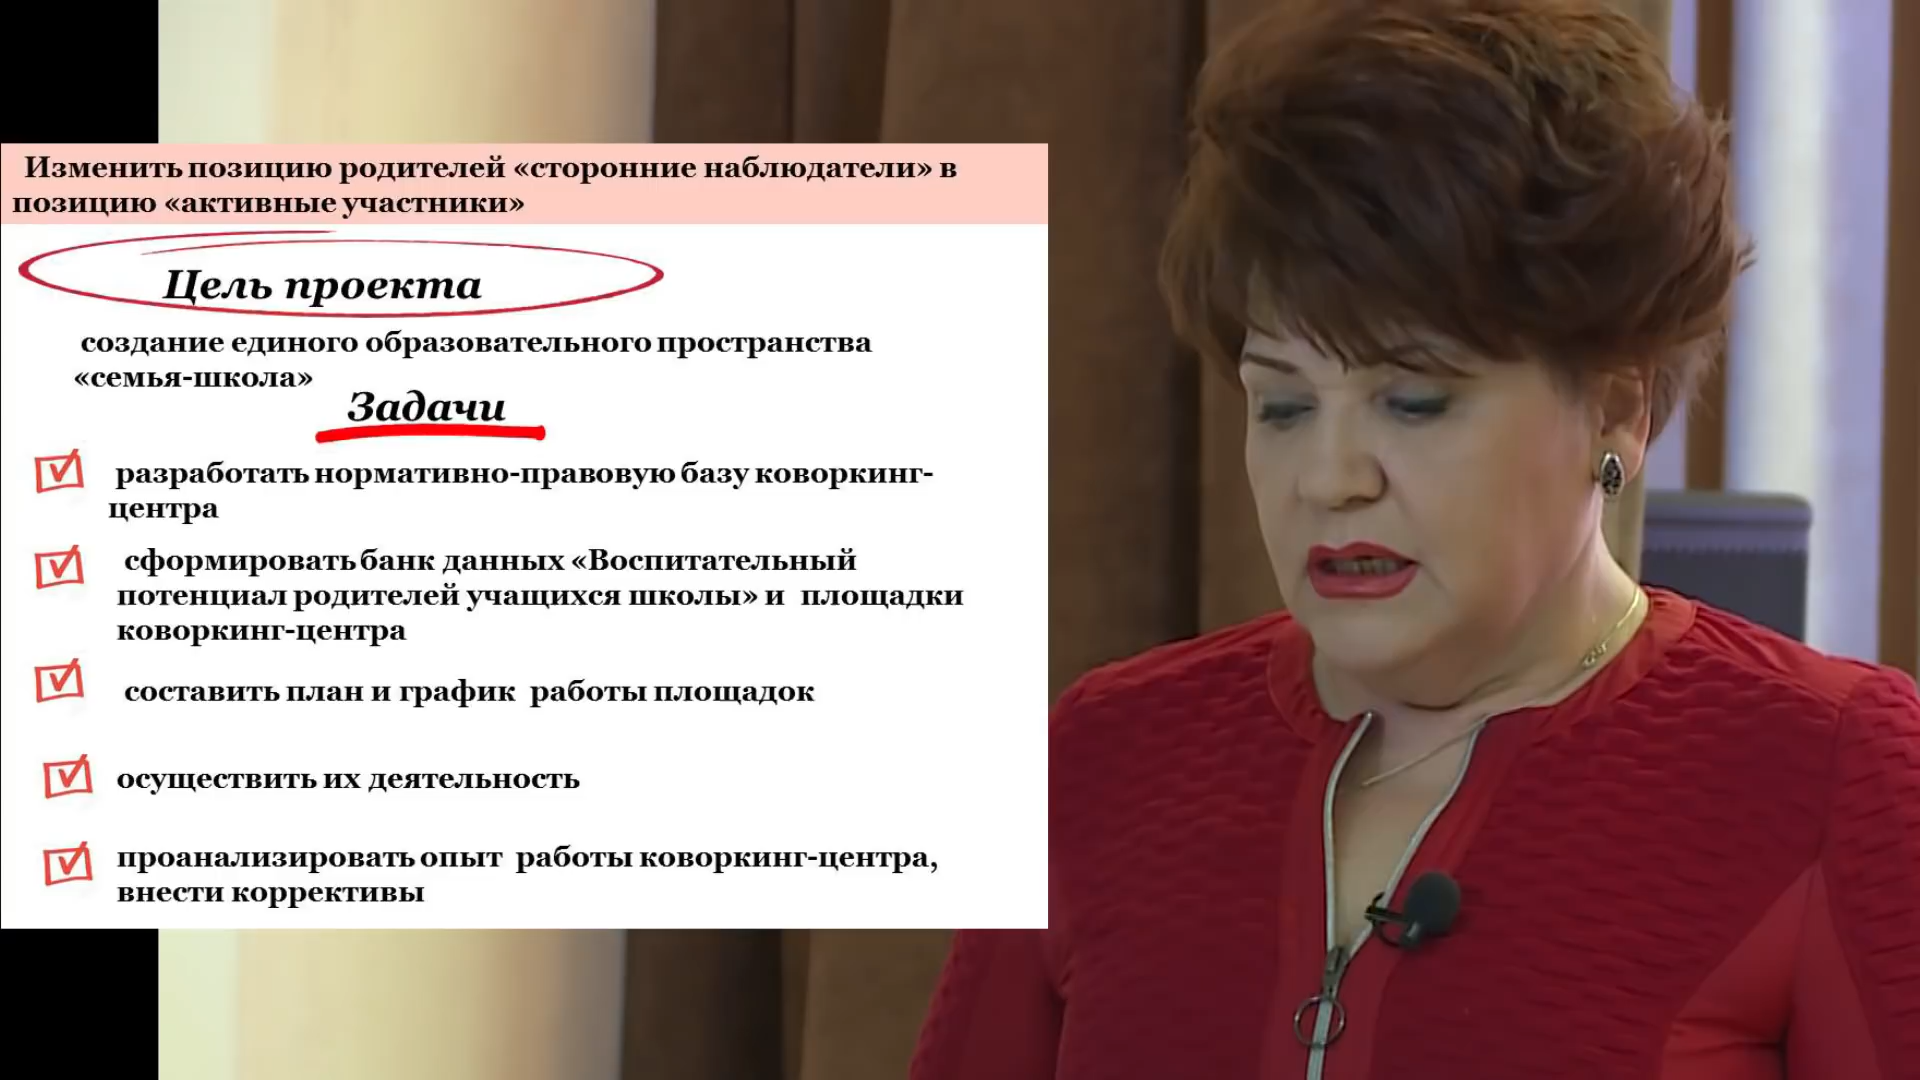 Изменить позицию родителей «сторонние наблюдатели» в
позицию «активные участники»
Цель проекта
создание единого образовательного пространства
«семья-школа»
Задачи
разработать нормативно-правовую базу коворкинг-
центра
сформировать банк данных «Воспитательный
потенциал родителей учащихся школы» и площадки
коворкинг-центра
составить план и график работы площадок
осуществить их деятельность
проанализировать опыт работы коворкинг-центра,
внести коррективы